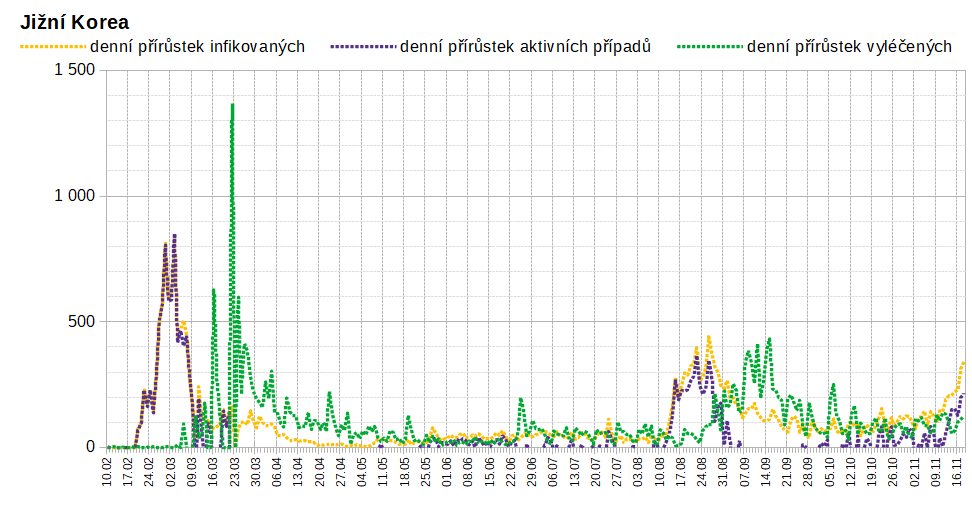 Jižní Korea
denní přírůstek infikovaných denní přírůstek aktivních případů denní přírůstek vyléčených
1 500
1 000
500
0
10.02 17.02 24.02 02.03 09.03 16.03 23.03 30.03 06.04 13.04 20.04 27.04 04.05 11.05 18.05 25.05 01.06 08.06 15.06 22.06 29.06 06.07 13.07 20.07 27.07 03.08 10.08 17.08 24.08 31.08 07.09 14.09 21.09 28.09 05.10 12.10 19.10 26.10 02.11 09.11 16.11